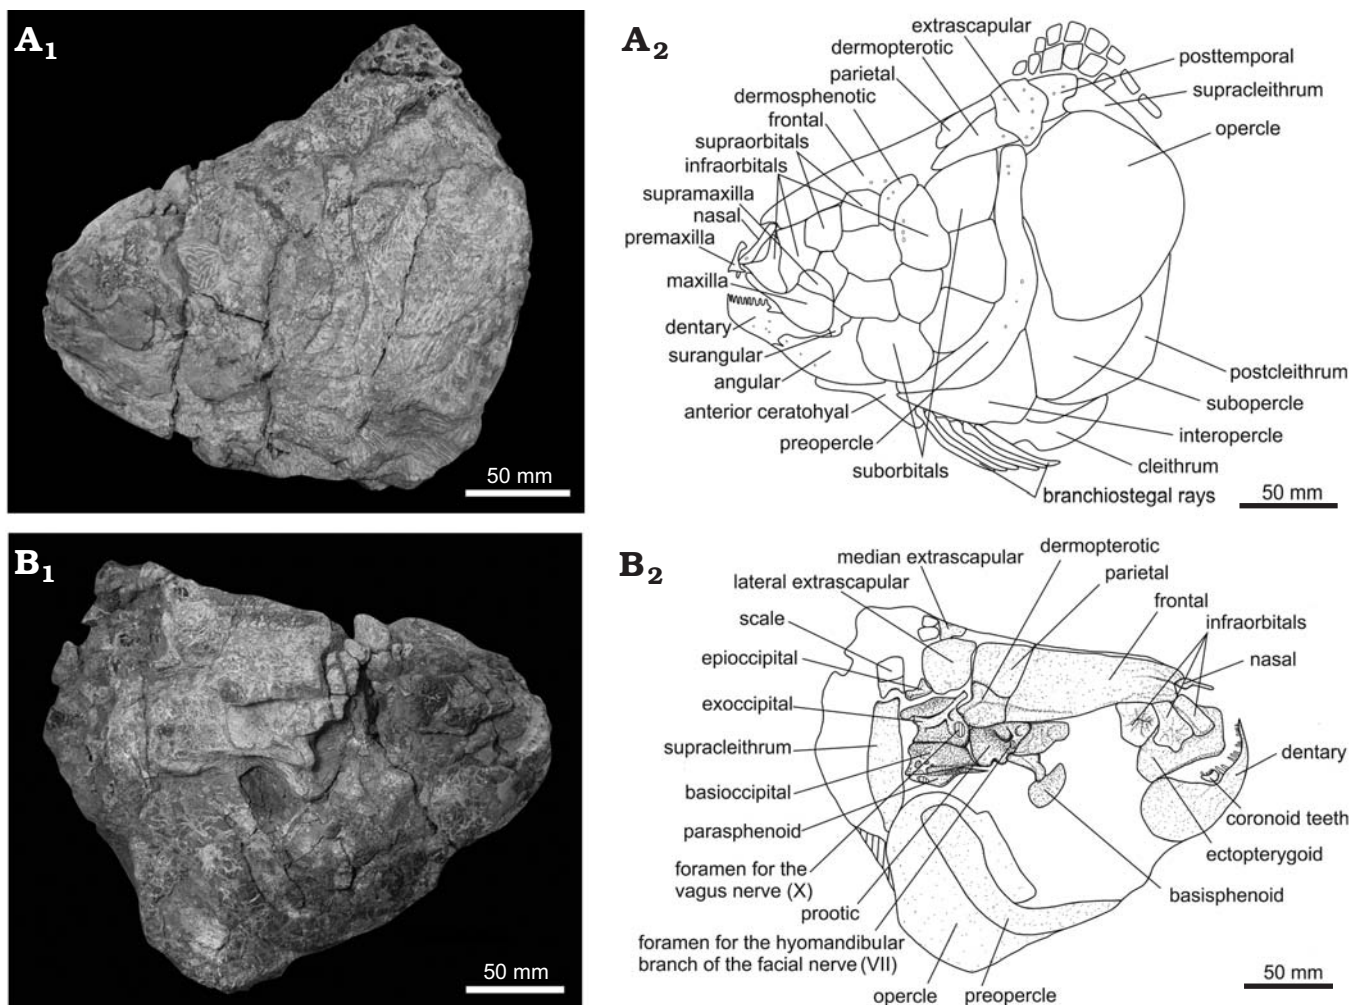 A1
50 mm
A2
extrascapular
dermopterotic
parietal
dermosphenotic
frontal
supraorbitals
infraorbitals
supramaxilla
nasal
premaxilla
maxilla
dentary
surangular
angular
anterior ceratohyal
preopercle
suborbitals
posttemporal
supracleithrum
opercle
postcleithrum
subopercle
interopercle
cleithrum
branchiostegal rays
50 mm
B1
50 mm
B2
median extrascapular
lateral extrascapular
scale
epioccipital
exoccipital
supracleithrum
basioccipital
parasphenoid
foramen for the
vagus nerve (X)
prootic
foramen for the hyomandibular
branch of the facial nerve (VII)
opercle
preopercle
dermopterotic
parietal
frontal
infraorbitals
nasal
dentary
coronoid teeth
ectopterygoid
basisphenoid
50 mm